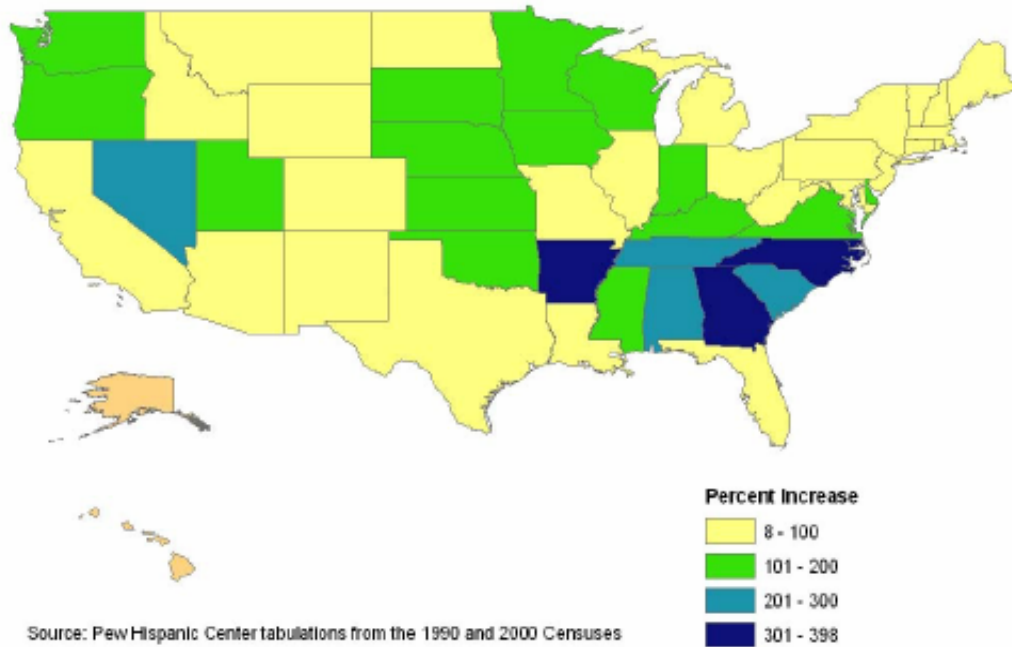 Percent Increase
8 - 100
101 - 200
201 - 300
301 - 398
Source: Pew Hispanic Center tabulations from the 1990 and 2000 Censuses